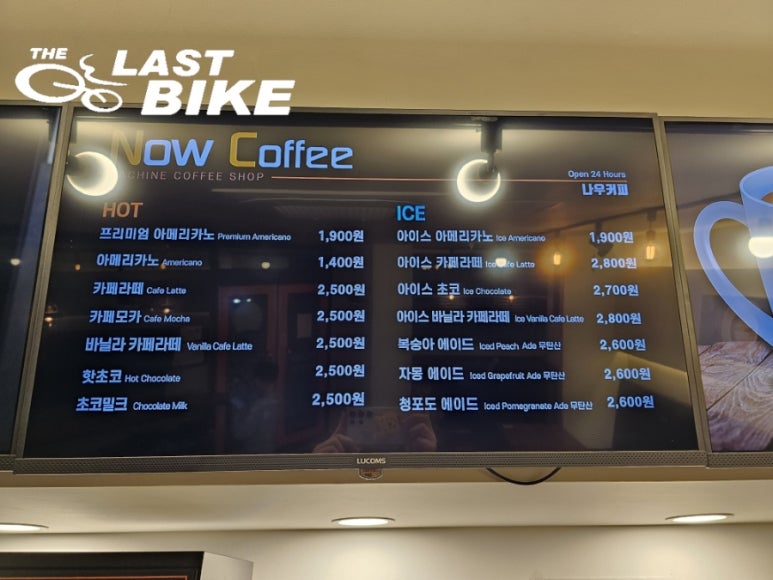 THE LAST BIKE
Now Coffee
CHINE COFFEE SHOP
Open 24 Hours
나우커피
HOT
프리미엄 아메리카노 Premium Americano 1,900원
아메리카노 Americano 1,400원
카페라떼 Cafe Latte 2,500원
카페모카 Cafe Mocha 2,500원
바닐라 카페라떼 Vanilla Cafe Latte 2,500원
핫초코 Hot Chocolate 2,500원
초코밀크 Chocolate Milk 2,500원
ICE
아이스 아메리카노 Ice Americano 1,900원
아이스 카페라떼 Ice Cafe Latte 2,800원
아이스 초코 Ice Chocolate 2,700원
아이스 바닐라 카페라떼 Ice Vanilla Cafe Latte 2,800원
복숭아 에이드 Iced Peach Ade 무탄산 2,600원
자몽 에이드 Iced Grapefruit Ade 무탄산 2,600원
청포도 에이드 Iced Pomegranate Ade 무탄산 2,600원
LUCOMS